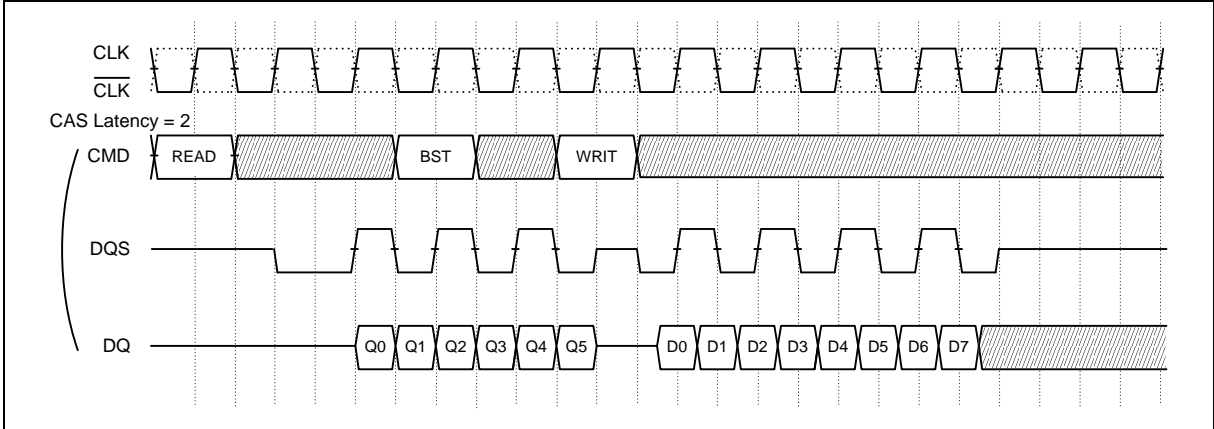 CLK
CLK
CAS Latency = 2
CMD READ BST WRIT
DQS
DQ Q0 Q1 Q2 Q3 Q4 Q5 D0 D1 D2 D3 D4 D5 D6 D7